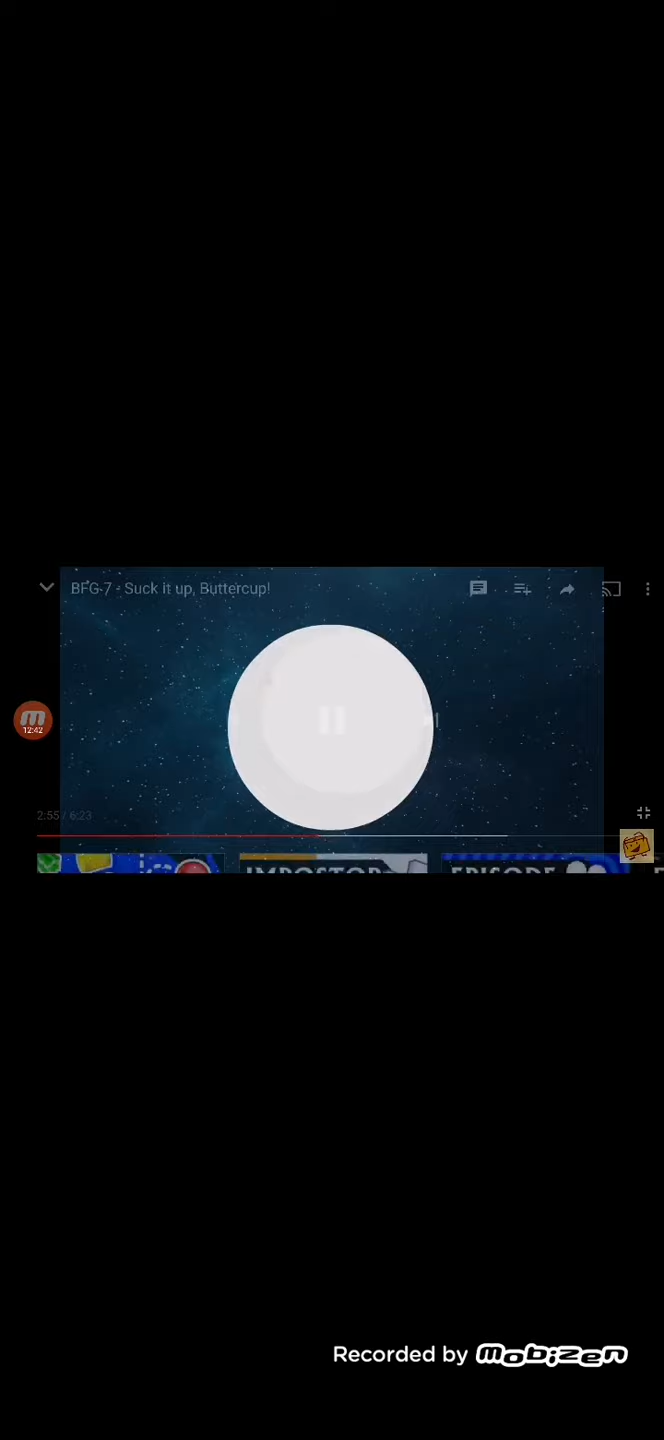 BFG-7 - Suck it up, Buttercup!
12:42
2:55 / 6:23
IMPOSTOR
EPISODE
Recorded by mobizen